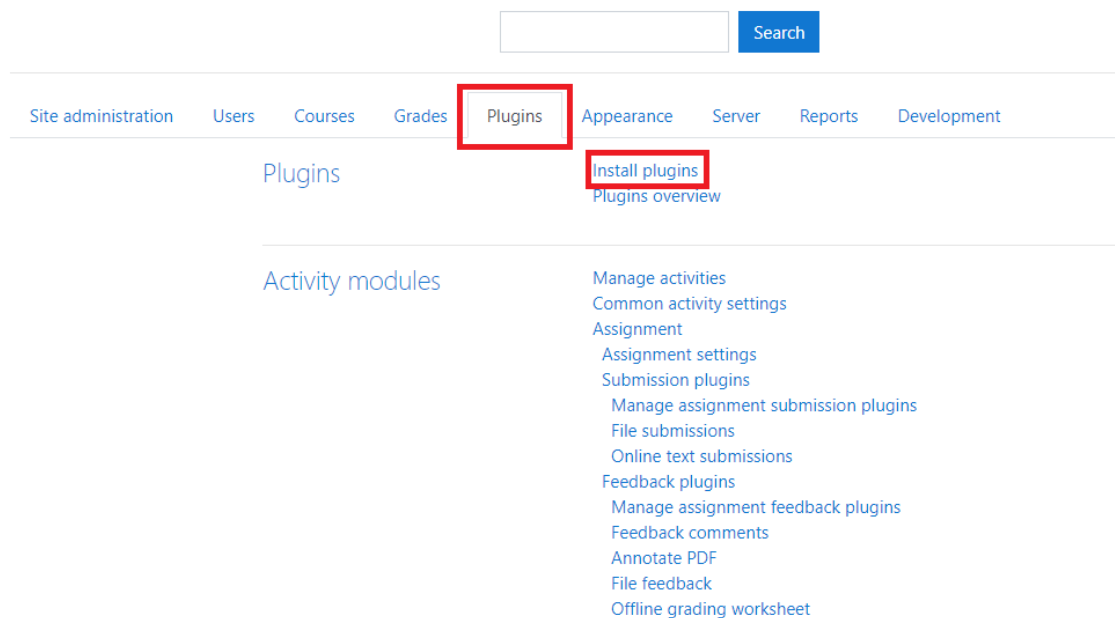 Search
Site administration Users Courses Grades Plugins Appearance Server Reports Development
Plugins
Install plugins
Plugins overview
Activity modules
Manage activities
Common activity settings
Assignment
Assignment settings
Submission plugins
Manage assignment submission plugins
File submissions
Online text submissions
Feedback plugins
Manage assignment feedback plugins
Feedback comments
Annotate PDF
File feedback
Offline grading worksheet